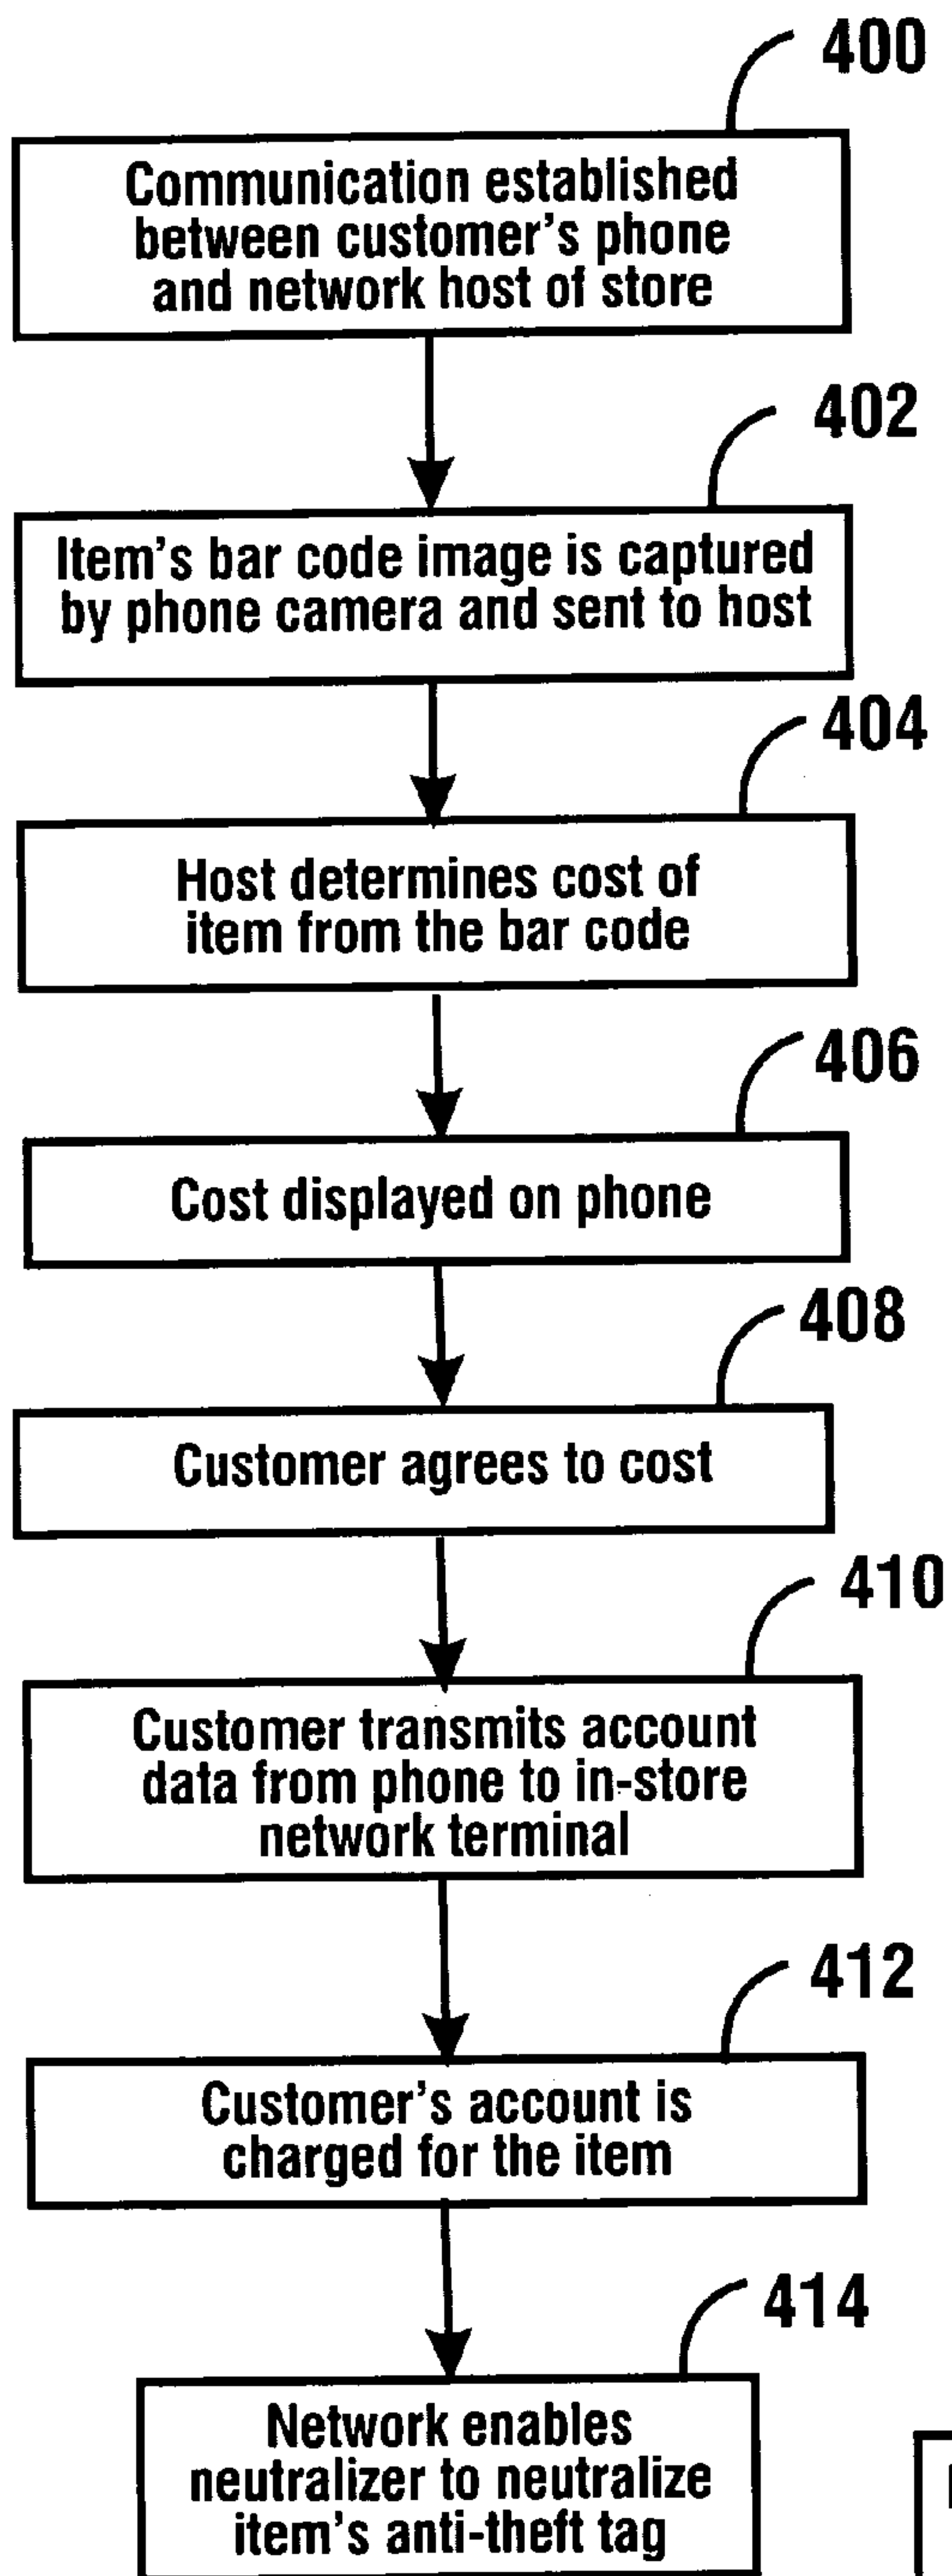 400
Communication established
between customer's phone
and network host of store
402
Item's bar code image is captured
by phone camera and sent to host
404
Host determines cost of
item from the bar code
406
Cost displayed on phone
408
Customer agrees to cost
410
Customer transmits account
data from phone to in-store
network terminal
412
Customer's account is
charged for the item
414
Network enables
neutralizer to neutralize
item's anti-theft tag